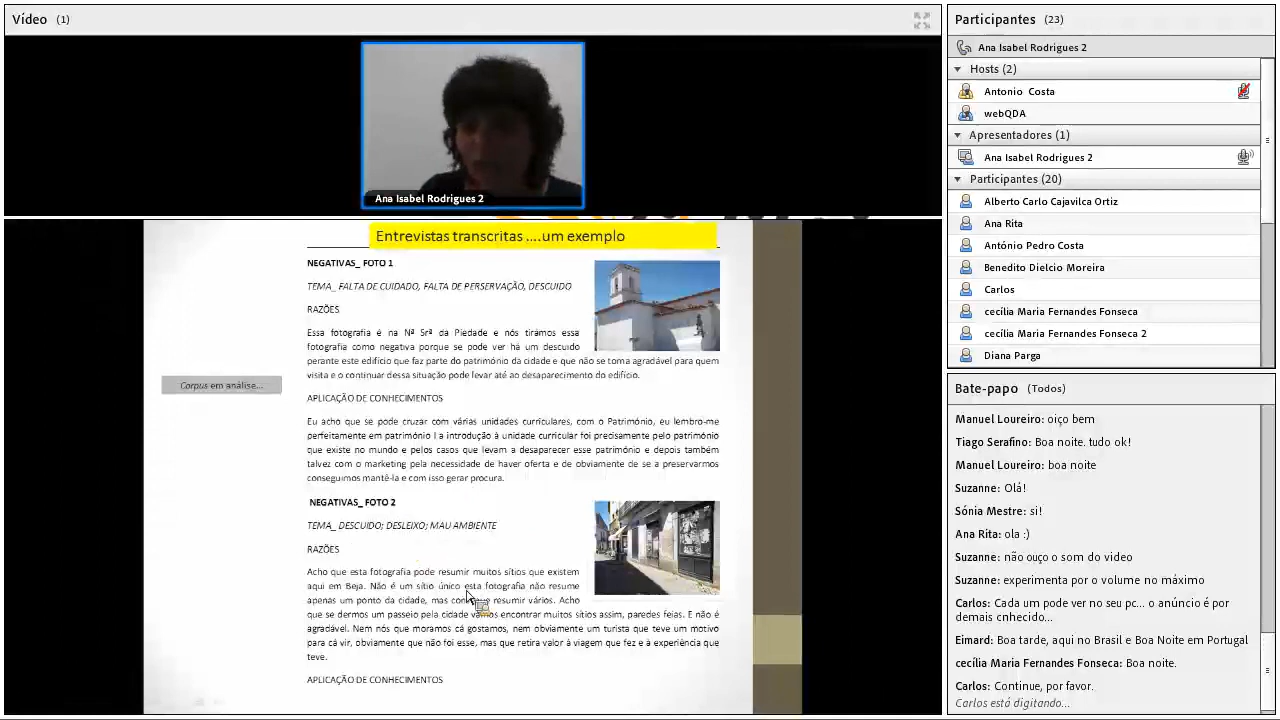 Vídeo (1)
Ana Isabel Rodrigues 2
Entrevistas transcritas ....um exemplo
NEGATIVAS_ FOTO 1
TEMA_ FALTA DE CUIDADO, FALTA DE PERSERVAÇÃO, DESCUIDO
RAZÕES
Essa fotografia é na Nª Srª da Piedade e nós tiramos essa
fotografia como negativa porque se pode ver há um descuido
perante este edifício que faz parte do património da cidade e que não se torna agradável para quem
visita e o continuar dessa situação pode levar até ao desaparecimento do edifício.
Corpus em análise...
APLICAÇÃO DE CONHECIMENTOS
Eu acho que se pode cruzar com várias unidades curriculares, com o Património, eu lembro-me
perfeitamente em património I a introdução à unidade curricular foi precisamente pelo património
que existe no mundo e pelos casos que levam a desaparecer esse património e depois também
talvez com o marketing pela necessidade de haver oferta e de obviamente de se a preservarmos
conseguimos mantê-la e com isso gerar procura.
NEGATIVAS_ FOTO 2
TEMA_ DESCUIDO; DESLEIXO; MAU AMBIENTE
RAZÕES
Acho que esta fotografia pode resumir muitos sítios que existem
aqui em Beja. Não é um sítio único esta fotografia não resume
apenas um ponto da cidade, mas resumir vários. Acho
que se dermos um passeio pela cidade vamos encontrar muitos sítios assim, paredes feias. E não é
agradável. Nem nós que moramos cá gostamos, nem obviamente um turista que teve um motivo
para cá vir, obviamente que não foi esse, mas que retira valor à viagem que fez e à experiência que
teve.
APLICAÇÃO DE CONHECIMENTOS
Participantes (23)
Ana Isabel Rodrigues 2
Hosts (2)
Antonio Costa
webQDA
Apresentadores (1)
Ana Isabel Rodrigues 2
Participantes (20)
Alberto Carlo Cajavilca Ortiz
Ana Rita
António Pedro Costa
Benedito Dielcio Moreira
Carlos
cecília Maria Fernandes Fonseca
cecília Maria Fernandes Fonseca 2
Diana Parga
Bate-papo (Todos)
Manuel Loureiro: oiço bem
Tiago Serafino: Boa noite. tudo ok!
Manuel Loureiro: boa noite
Suzanne: Olá!
Sónia Mestre: si!
Ana Rita: ola :)
Suzanne: não ouço o som do video
Suzanne: experimenta por o volume no máximo
Carlos: Cada um pode ver no seu pc... o anúncio é por
demais cnhecido...
Eimard: Boa tarde, aqui no Brasil e Boa Noite em Portugal
cecília Maria Fernandes Fonseca: Boa noite.
Carlos: Continue, por favor.
Carlos está digitando...